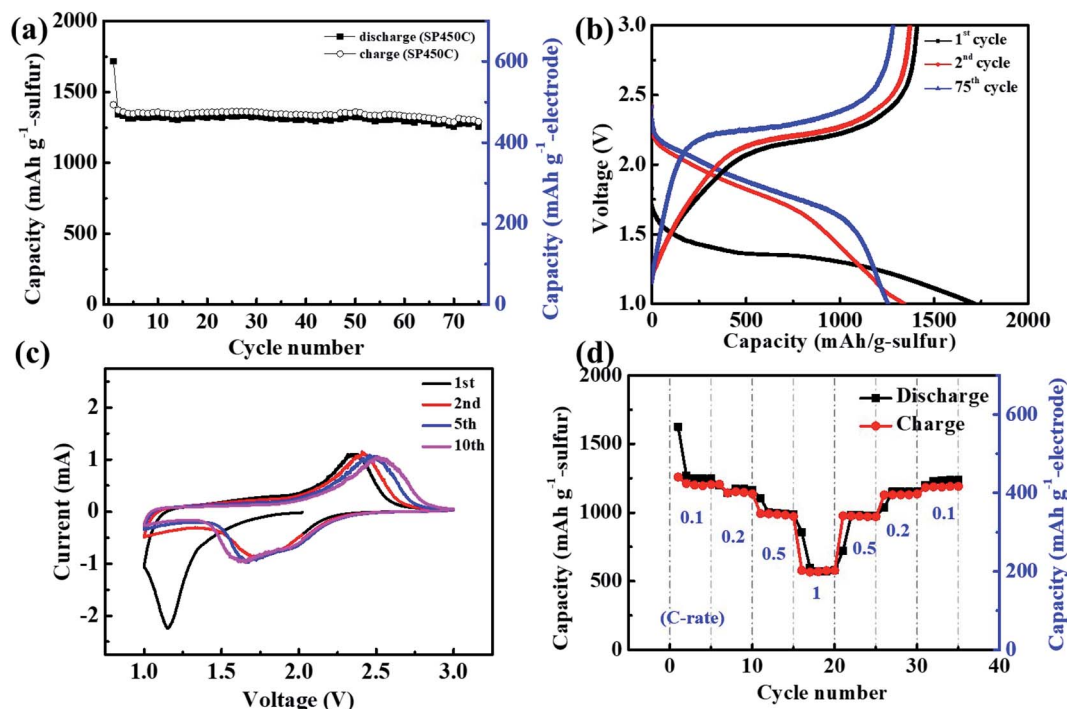 (a)
2000
1500
1000
500
0
Capacity (mAh g⁻¹-sulfur)
discharge (SP450C)
charge (SP450C)
600
400
200
0
Capacity (mAh g⁻¹-electrode)
0 10 20 30 40 50 60 70
Cycle number
(b)
3.0
2.5
2.0
1.5
1.0
Voltage (V)
1st cycle
2nd cycle
75th cycle
0 500 1000 1500 2000
Capacity (mAh/g-sulfur)
(c)
2
1
0
-1
-2
Current (mA)
1st
2nd
5th
10th
1.0 1.5 2.0 2.5 3.0
Voltage (V)
(d)
2000
1500
1000
500
0
Capacity (mAh g⁻¹-sulfur)
Discharge
Charge
0.1
0.2
0.5
1
0.5
0.2
0.1
(C-rate)
600
400
200
0
Capacity (mAh g⁻¹-electrode)
0 10 20 30 40
Cycle number